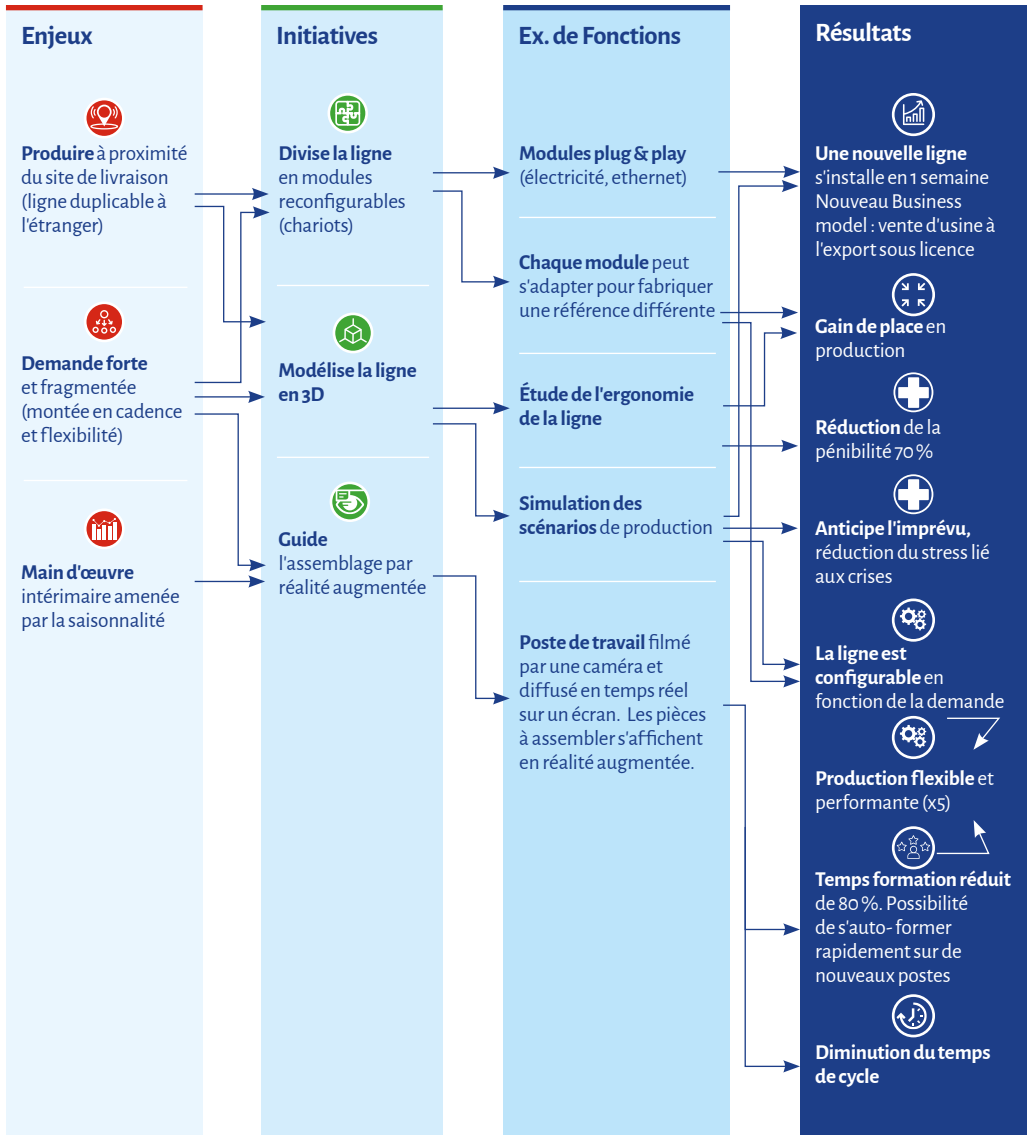 Enjeux
Produire à proximité
du site de livraison
(ligne duplicable à
l'étranger)
Demande forte
et fragmentée
(montée en cadence
et flexibilité)
Main d'œuvre
intérimaire amenée
par la saisonnalité
Initiatives
Divise la ligne
en modules
reconfigurables
(chariots)
Modélise la ligne
en 3D
Guide
l'assemblage par
réalité augmentée
Ex. de Fonctions
Modules plug & play
(électricité, ethernet)
Chaque module peut
s'adapter pour fabriquer
une référence différente
Étude de l'ergonomie
de la ligne
Simulation des
scénarios de production
Poste de travail filmé
par une caméra et
diffusé en temps réel
sur un écran. Les pièces
à assembler s'affichent
en réalité augmentée.
Résultats
Une nouvelle ligne
s'installe en 1 semaine
Nouveau Business
model : vente d'usine à
l'export sous licence
Gain de place en
production
Réduction de la
pénibilité 70 %
Anticipe l'imprévu,
réduction du stress lié
aux crises
La ligne est
configurable en
fonction de la demande
Production flexible et
performante (x5)
Temps formation réduit
de 80 %. Possibilité
de s'auto- former
rapidement sur de
nouveaux postes
Diminution du temps
de cycle